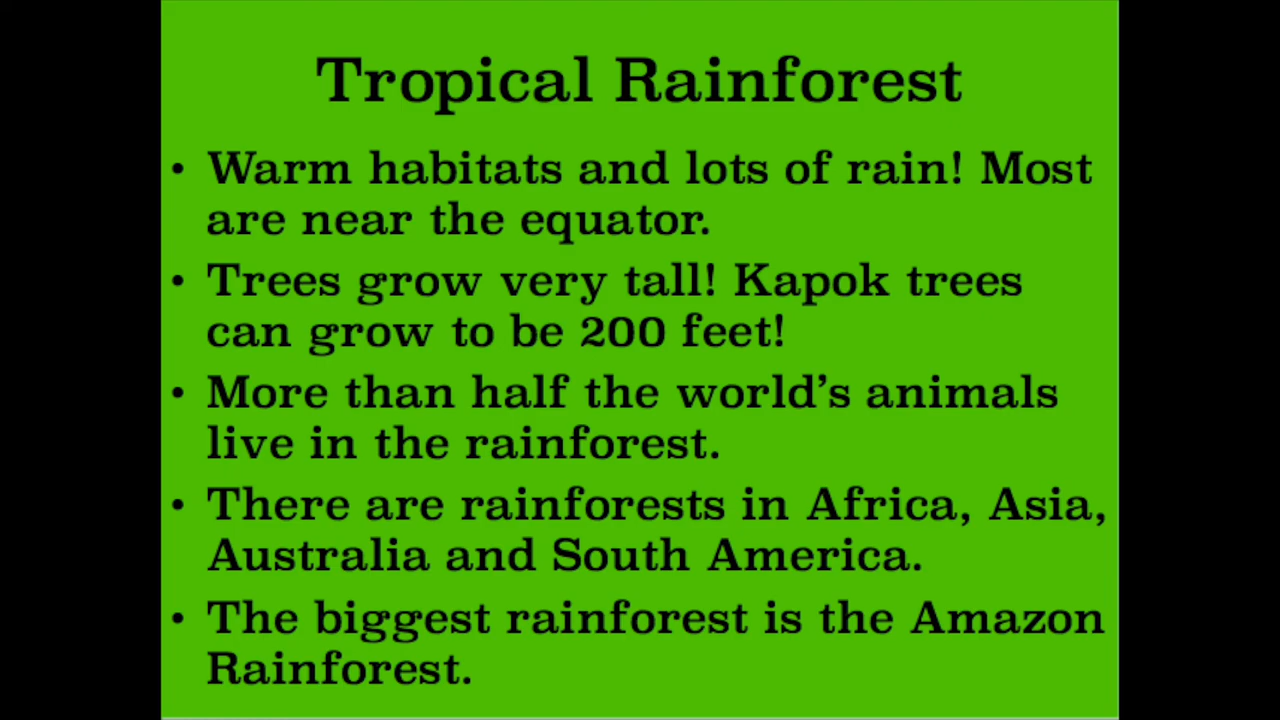 Tropical Rainforest
• Warm habitats and lots of rain! Most
are near the equator.
• Trees grow very tall! Kapok trees
can grow to be 200 feet!
• More than half the world’s animals
live in the rainforest.
• There are rainforests in Africa, Asia,
Australia and South America.
• The biggest rainforest is the Amazon
Rainforest.